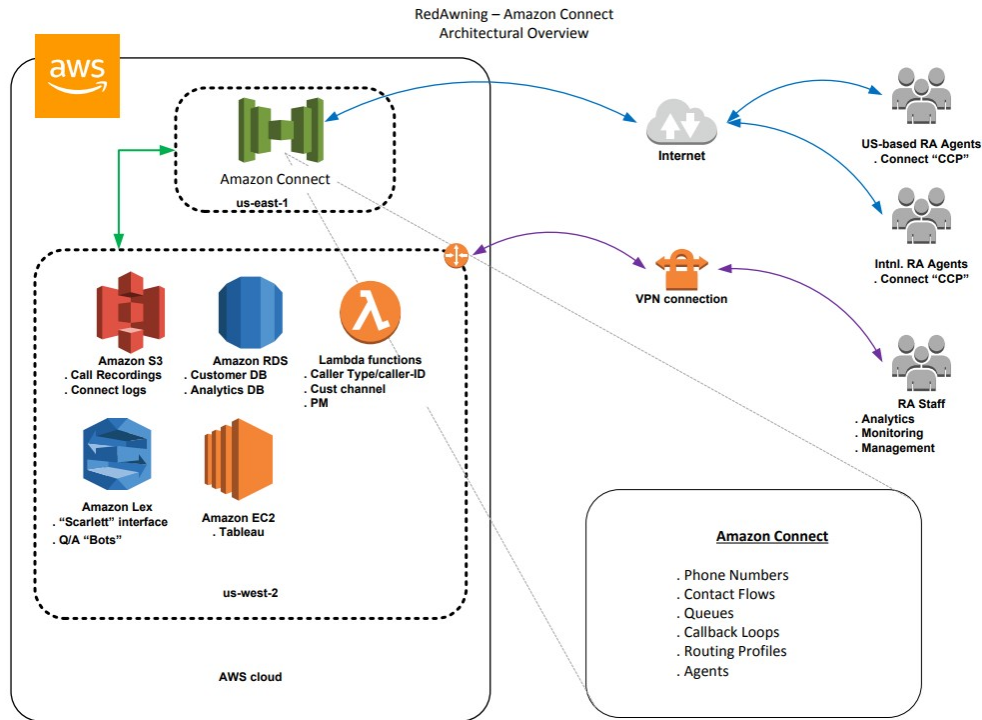 RedAwning – Amazon Connect
Architectural Overview
aws
Amazon Connect
us-east-1
Internet
US-based RA Agents
. Connect “CCP”
Intnl. RA Agents
. Connect “CCP”
VPN connection
RA Staff
. Analytics
. Monitoring
. Management
Amazon S3
. Call Recordings
. Connect logs
Amazon RDS
. Customer DB
. Analytics DB
Lambda functions
. Caller Type/caller-ID
. Cust channel
. PM
Amazon Lex
. “Scarlett” interface
. Q/A “Bots”
Amazon EC2
. Tableau
us-west-2
AWS cloud
Amazon Connect
. Phone Numbers
. Contact Flows
. Queues
. Callback Loops
. Routing Profiles
. Agents